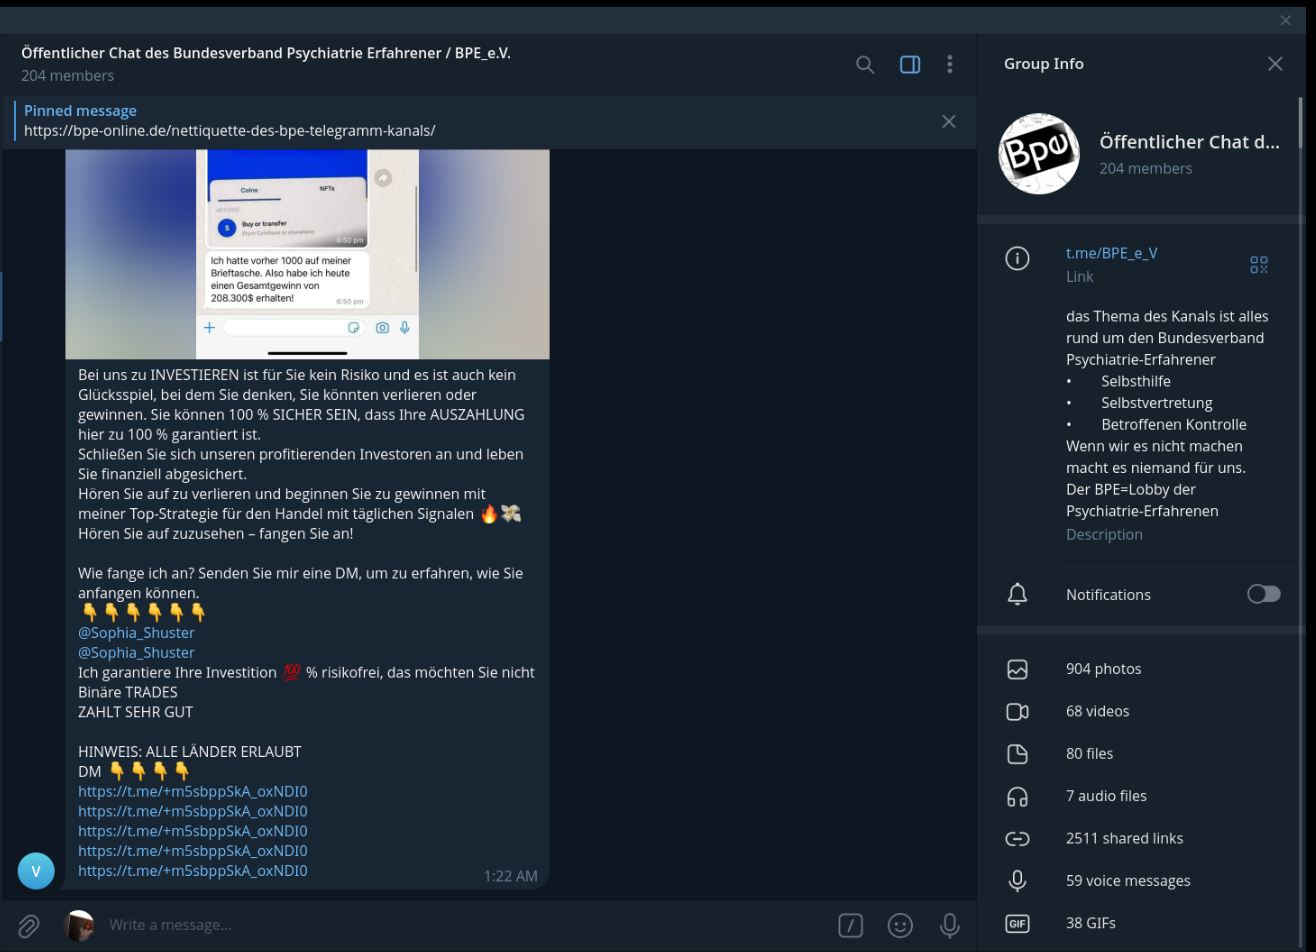 Öffentlicher Chat des Bundesverband Psychiatrie Erfahrener / BPE_e.V.
204 members
Pinned message
https://bpe-online.de/nettiquette-des-bpe-telegramm-kanals/
Coins NFTs
ACTIONS
$ Buy or transfer
From Coinbase or elsewhere
6:50 pm
Ich hatte vorher 1000 auf meiner
Brieftasche. Also habe ich heute
einen Gesamtgewinn von
208.300$ erhalten!
6:50 pm
Bei uns zu INVESTIEREN ist für Sie kein Risiko und es ist auch kein
Glücksspiel, bei dem Sie denken, Sie könnten verlieren oder
gewinnen. Sie können 100 % SICHER SEIN, dass Ihre AUSZAHLUNG
hier zu 100 % garantiert ist.
Schließen Sie sich unseren profitierenden Investoren an und leben
Sie finanziell abgesichert.
Hören Sie auf zu verlieren und beginnen Sie zu gewinnen mit
meiner Top-Strategie für den Handel mit täglichen Signalen 🔥💸
Hören Sie auf zuzusehen – fangen Sie an!
Wie fange ich an? Senden Sie mir eine DM, um zu erfahren, wie Sie
anfangen können.
👇👇👇👇👇👇
@Sophia_Shuster
@Sophia_Shuster
Ich garantiere Ihre Investition 💯 % risikofrei, das möchten Sie nicht
Binäre TRADES
ZAHLT SEHR GUT
HINWEIS: ALLE LÄNDER ERLAUBT
DM 👇👇👇👇
https://t.me/+m5sbppSkA_oxNDI0
https://t.me/+m5sbppSkA_oxNDI0
https://t.me/+m5sbppSkA_oxNDI0
https://t.me/+m5sbppSkA_oxNDI0
https://t.me/+m5sbppSkA_oxNDI0
V
1:22 AM
Write a message...
Group Info
Bpe
Öffentlicher Chat d...
204 members
t.me/BPE_e_V
Link
das Thema des Kanals ist alles
rund um den Bundesverband
Psychiatrie-Erfahrener
• Selbsthilfe
• Selbstvertretung
• Betroffenen Kontrolle
Wenn wir es nicht machen
macht es niemand für uns.
Der BPE=Lobby der
Psychiatrie-Erfahrenen
Description
Notifications
904 photos
68 videos
80 files
7 audio files
2511 shared links
59 voice messages
GIF 38 GIFs